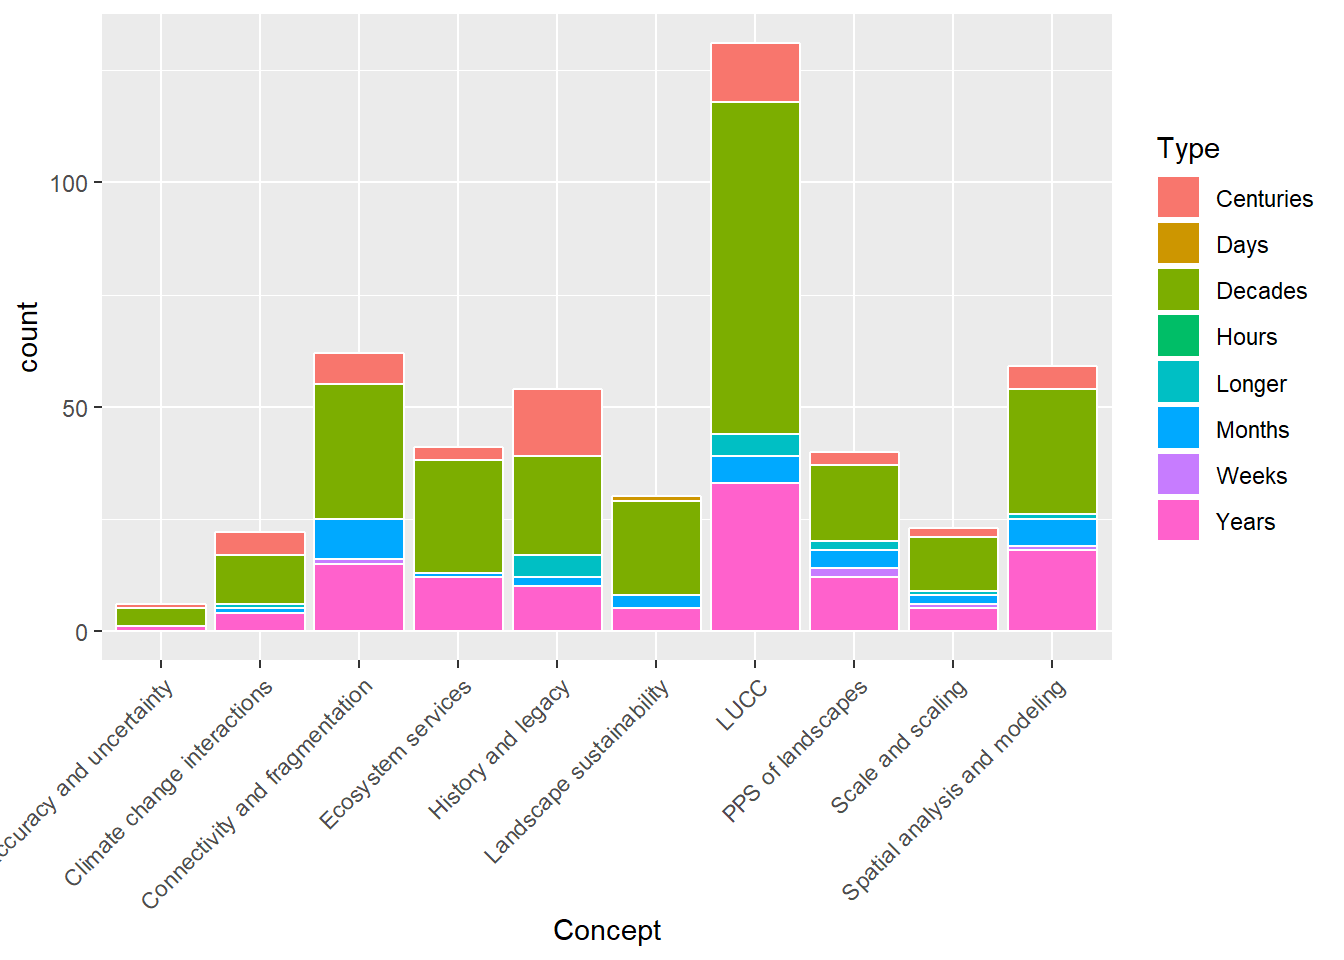 count
100
50
0
and uncertainty
Climate change interactions
Connectivity and fragmentation
Ecosystem services
History and legacy
Landscape sustainability
LUCC
PPS of landscapes
Scale and scaling
Spatial analysis and modeling
Concept
Type
Centuries
Days
Decades
Hours
Longer
Months
Weeks
Years